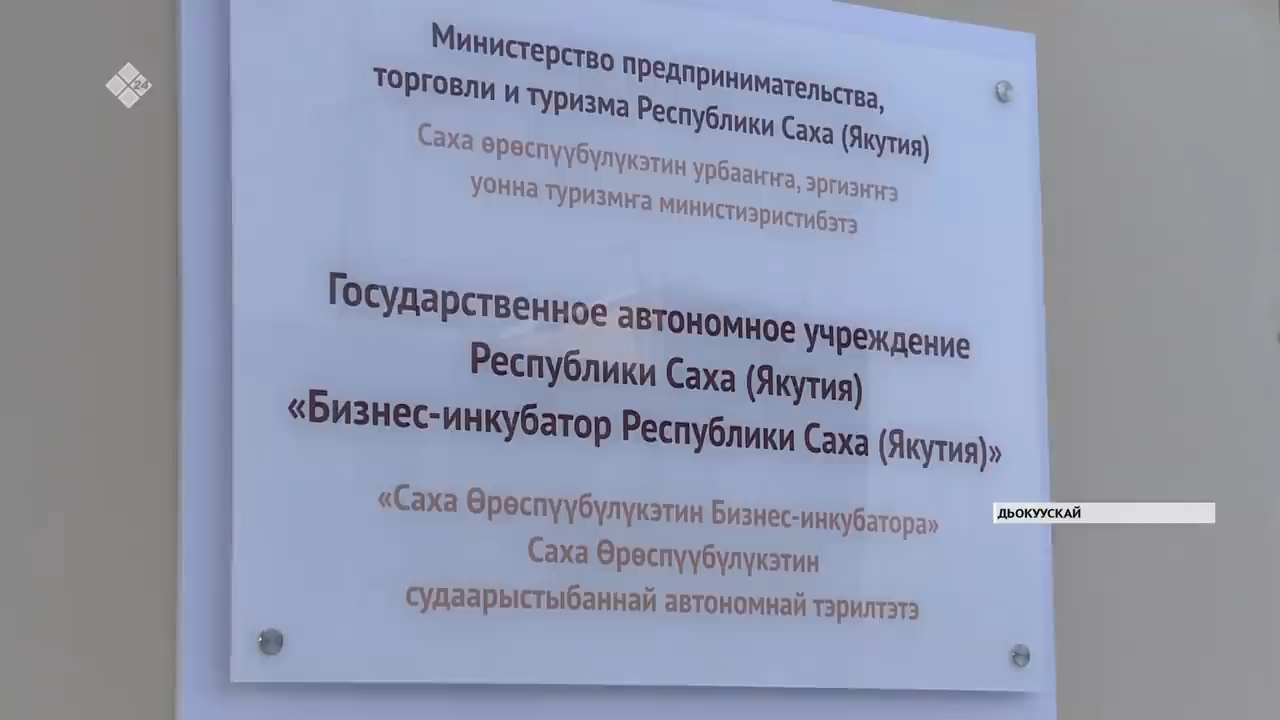 Министерство предпринимательства,
торговли и туризма Республики Саха (Якутия)
Саха өрөспүүбүлүкэтин урбааҥҥа, эргиэҥҥэ
уонна туризмҥа министиэристибэтэ
Государственное автономное учреждение
Республики Саха (Якутия)
«Бизнес-инкубатор Республики Саха (Якутия)»
«Саха Өрөспүүбүлүкэтин Бизнес-инкубатора»
Саха Өрөспүүбүлүкэтин
судаарыстыбаннай автономнай тэрилтэтэ
ДЬОКУУСКАЙ
24